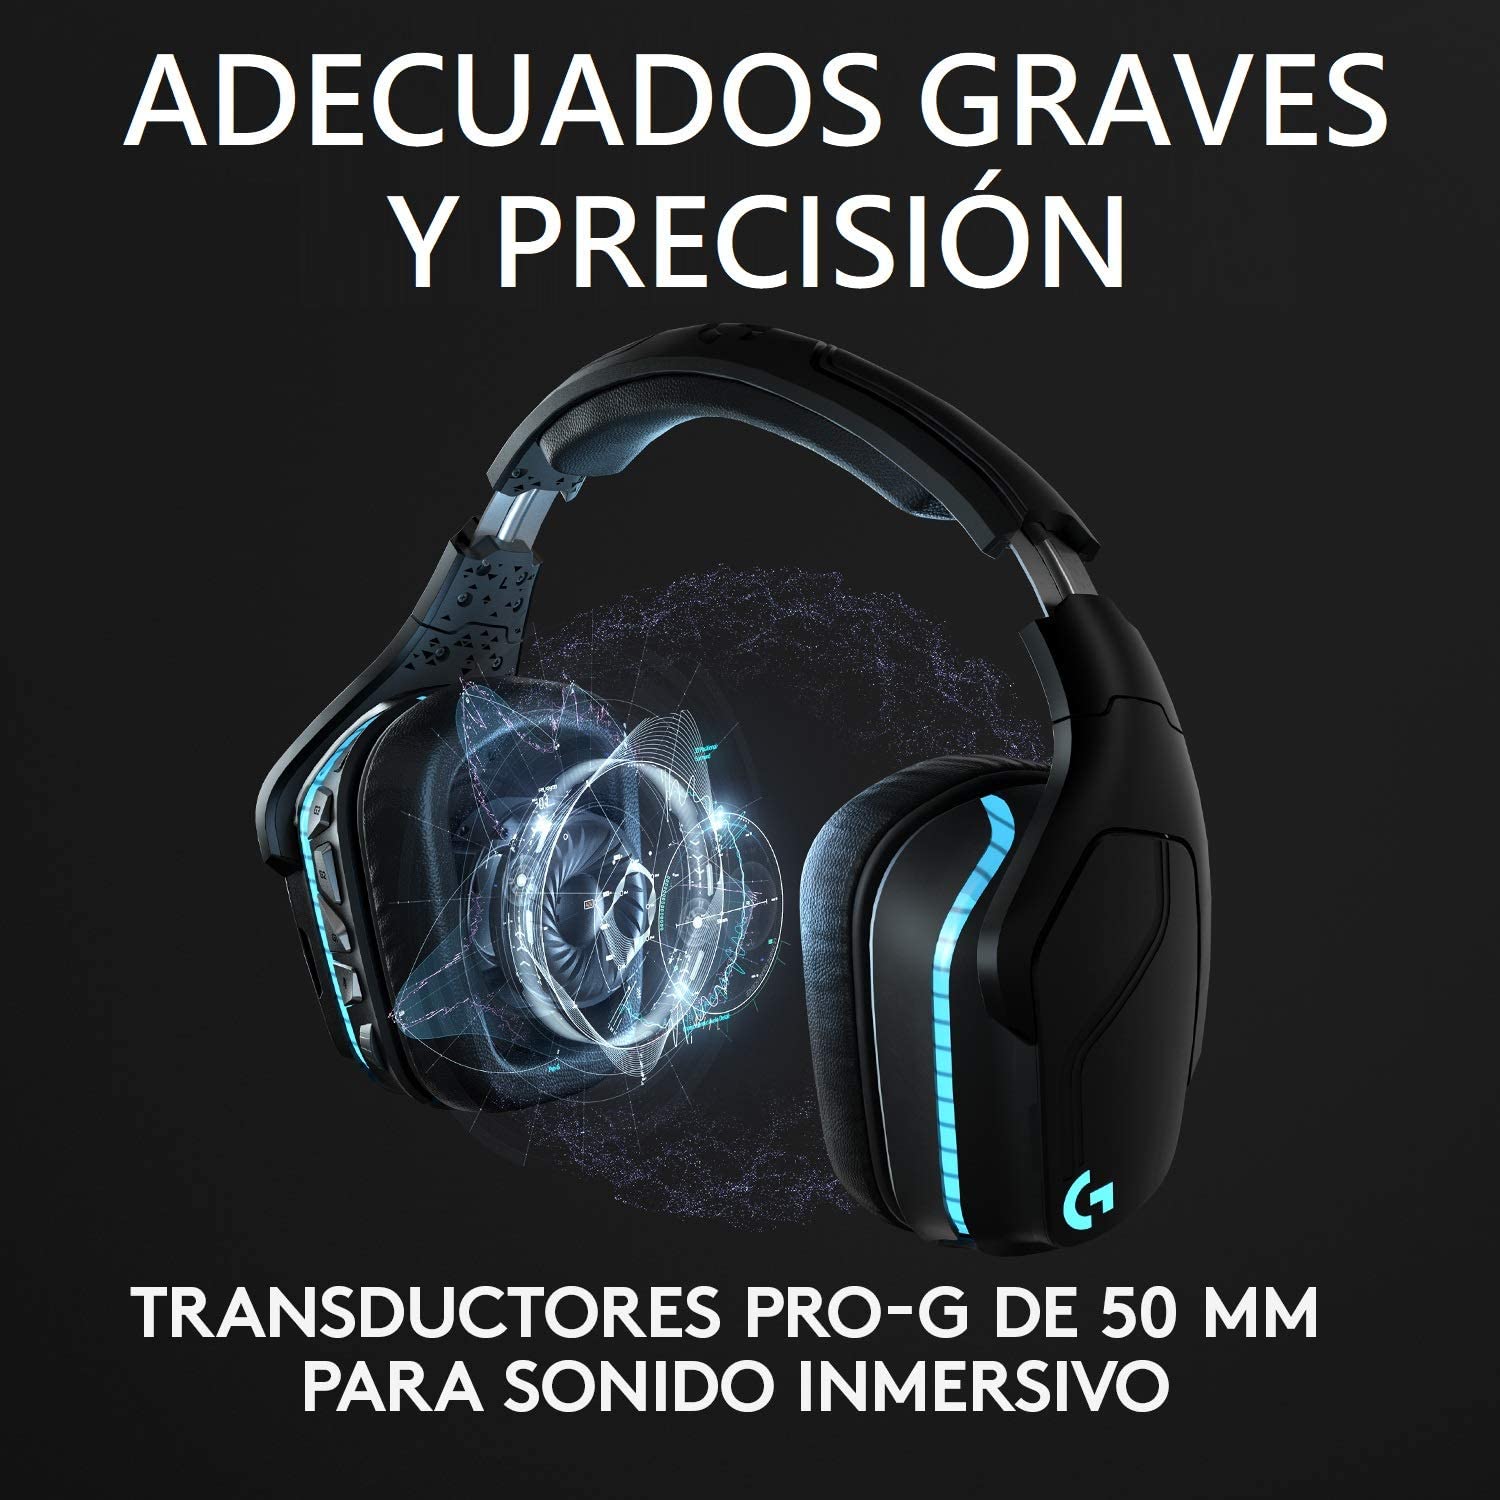 ADECUADOS GRAVES
Y PRECISIÓN
TRANSDUCTORES PRO-G DE 50 MM
PARA SONIDO INMERSIVO